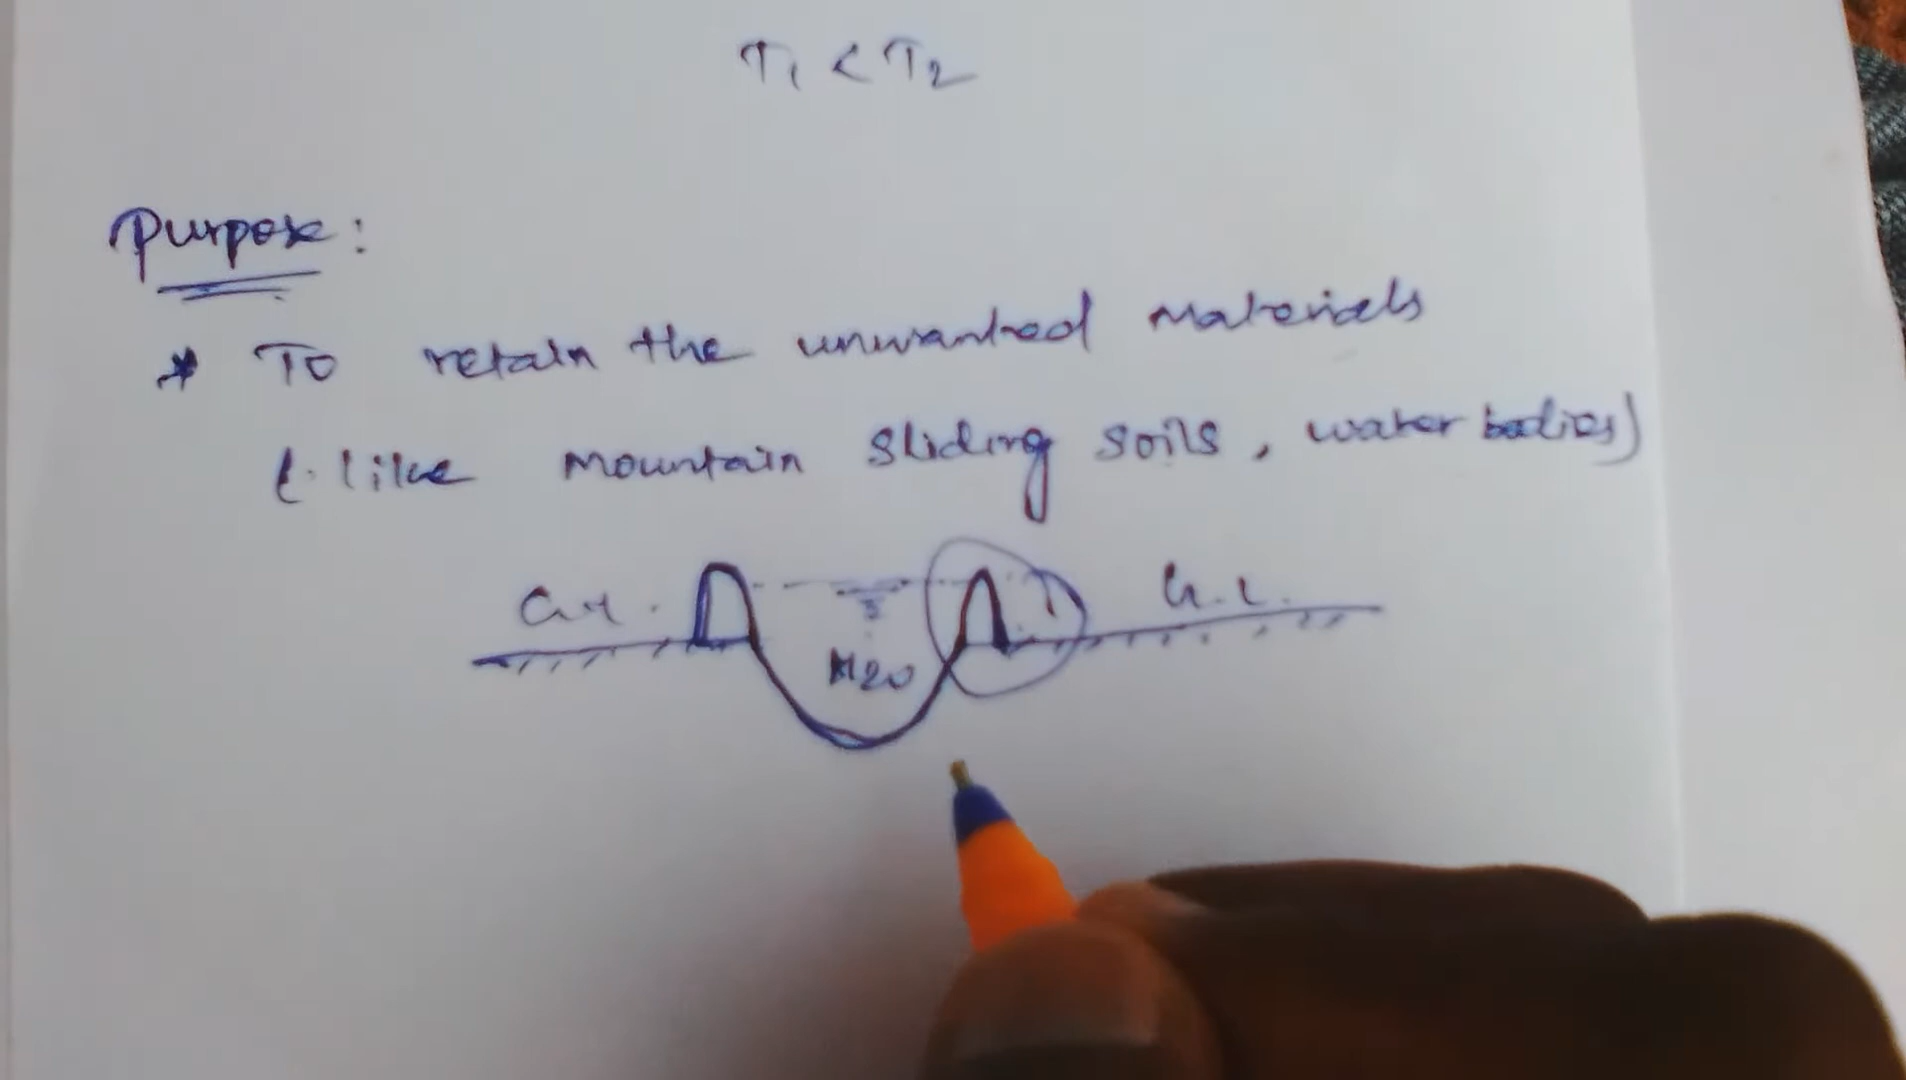 T1 < T2
Purpose:
* To retain the unwanted materials
(. like mountain sliding soils, water bodies)
G.L. G.L.
H2O